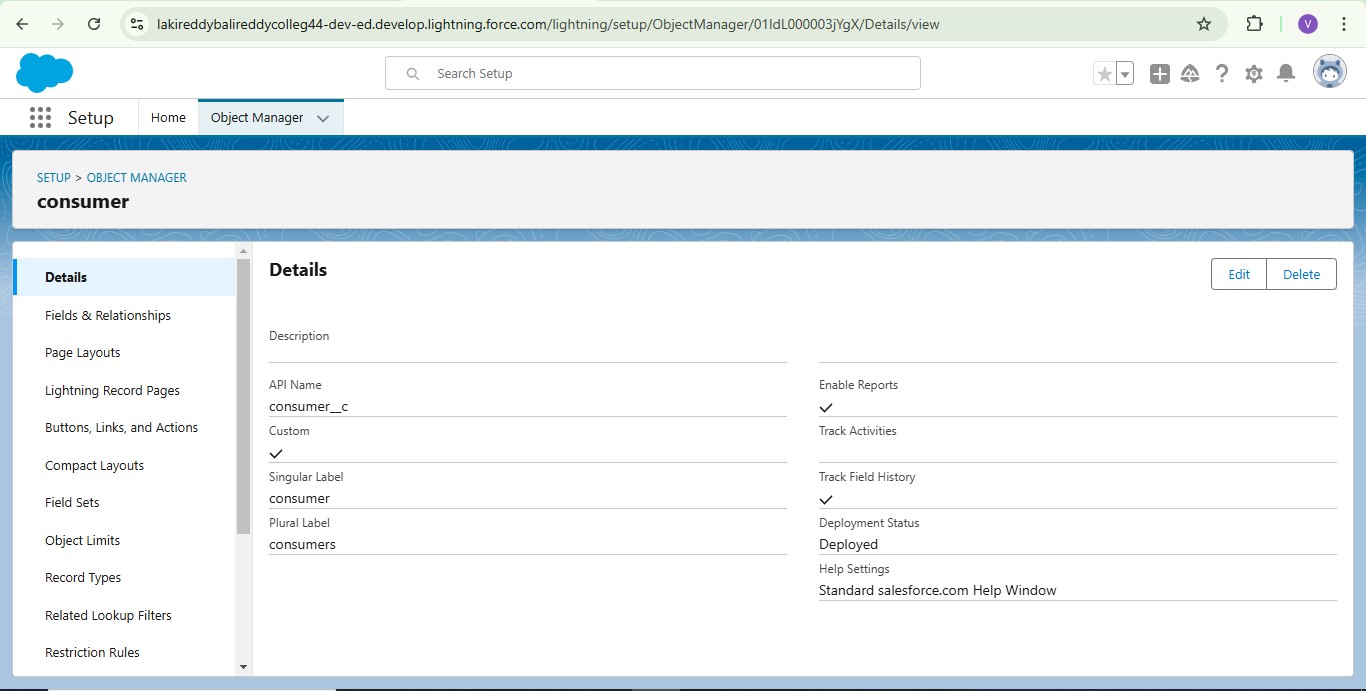 lakireddybalireddycolleg44-dev-ed.develop.lightning.force.com/lightning/setup/ObjectManager/01IdL000003jYgX/Details/view
V
Search Setup
Setup
Home
Object Manager
SETUP > OBJECT MANAGER
consumer
Details
Fields & Relationships
Page Layouts
Lightning Record Pages
Buttons, Links, and Actions
Compact Layouts
Field Sets
Object Limits
Record Types
Related Lookup Filters
Restriction Rules
Details
Edit
Delete
Description
API Name
consumer__c
Custom
Singular Label
consumer
Plural Label
consumers
Enable Reports
Track Activities
Track Field History
Deployment Status
Deployed
Help Settings
Standard salesforce.com Help Window